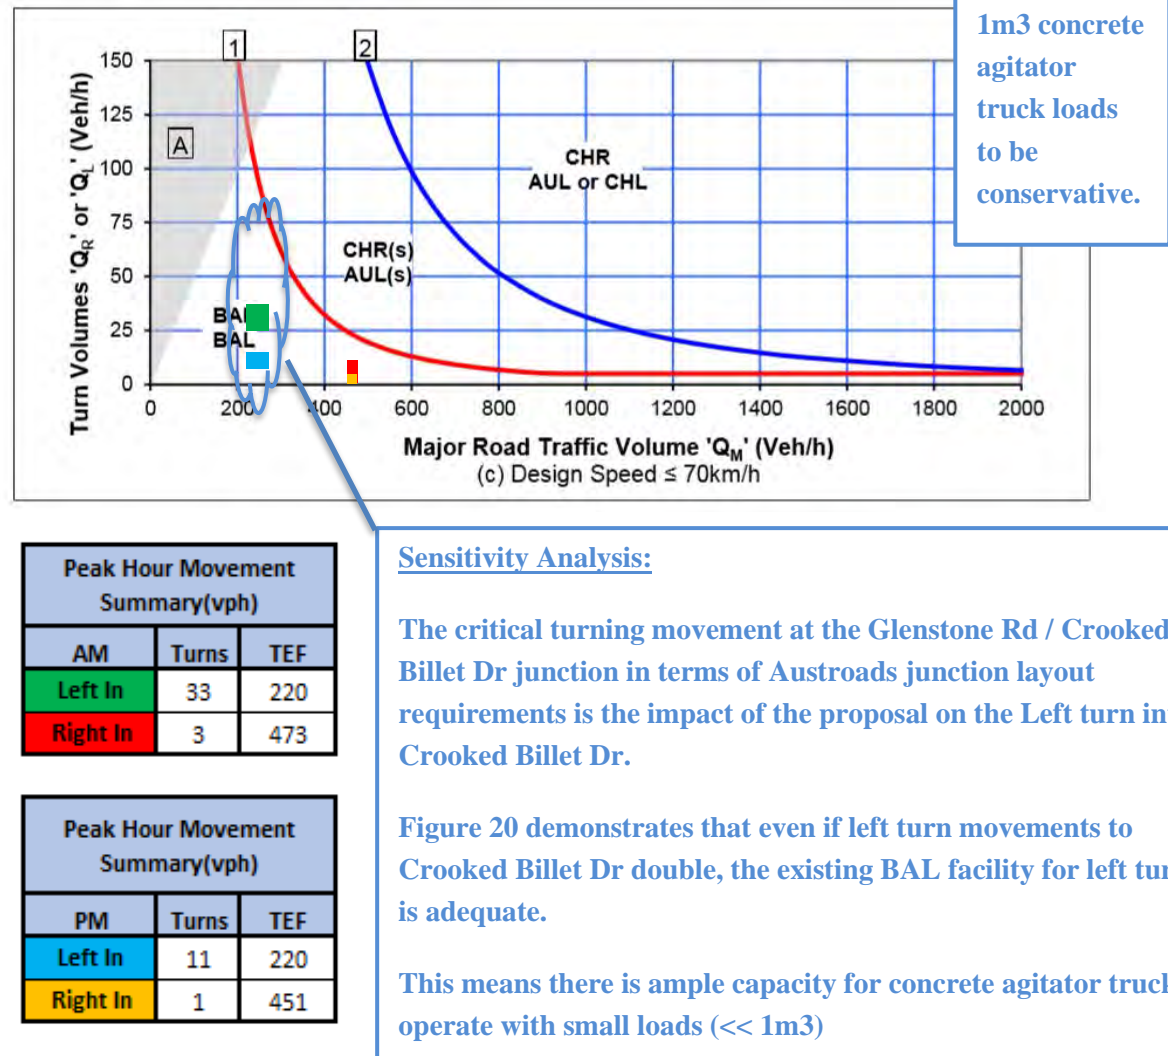 1m3 concrete
agitator
truck loads
to be
conservative.
1
2
A
Turn Volumes 'QR' or 'QL' (Veh/h)
150
125
100
75
50
25
0
CHR
AUL or CHL
CHR(s)
AUL(s)
BAL
0 200 400 600 800 1000 1200 1400 1600 1800 2000
Major Road Traffic Volume 'QM' (Veh/h)
(c) Design Speed ≤ 70km/h
Peak Hour Movement
Summary(vph)
AM Turns TEF
Left In 33 220
Right In 3 473
Peak Hour Movement
Summary(vph)
PM Turns TEF
Left In 11 220
Right In 1 451
Sensitivity Analysis:
The critical turning movement at the Glenstone Rd / Crooked
Billet Dr junction in terms of Austroads junction layout
requirements is the impact of the proposal on the Left turn in
Crooked Billet Dr.
Figure 20 demonstrates that even if left turn movements to
Crooked Billet Dr double, the existing BAL facility for left tur
is adequate.
This means there is ample capacity for concrete agitator truck
operate with small loads (<< 1m3)